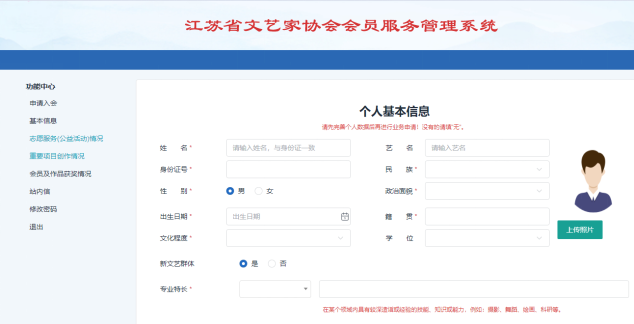 江苏省文艺家协会会员服务管理系统
功能中心
申请入会
基本信息
志愿服务(公益活动)情况
重要项目创作情况
会员及作品获奖情况
站内信
修改密码
退出
个人基本信息
请先完善个人数据后再进行业务申请！没有的请填"无"。
姓 名 * 请输入姓名，与身份证一致 艺 名 请输入艺名
身份证号 * 民 族 *
性 别 * 男 女 政治面貌 *
出生日期 * 出生日期 籍 贯 *
上传照片
文化程度 * 学 位
新文艺群体 是 否
专业特长 *
在某个领域内具有较深造诣或经验的技能、知识或能力，例如：摄影、舞蹈、绘画、科研等。